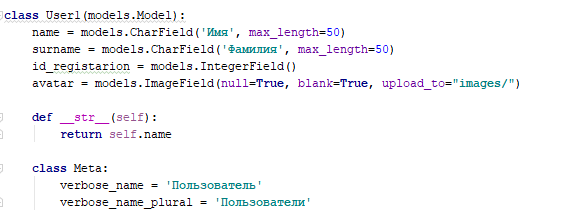 class User1(models.Model):
    name = models.CharField('Имя', max_length=50)
    surname = models.CharField('Фамилия', max_length=50)
    id_registarion = models.IntegerField()
    avatar = models.ImageField(null=True, blank=True, upload_to="images/")
    def __str__(self):
        return self.name
    class Meta:
        verbose_name = 'Пользователь'
        verbose_name_plural = 'Пользователи'